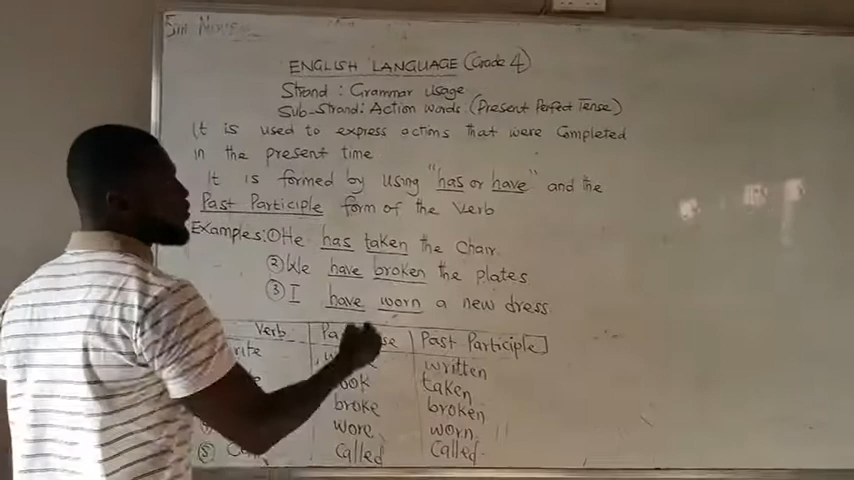 ENGLISH LANGUAGE (Grade 4)
Strand : Grammar Usage
Sub-Strand: Action Words (Present Perfect Tense)
It is used to express actions that were Completed
in the present time
It is formed by using "has or have" and the
Past Participle form of the Verb
Examples: ① He has taken the Chair
② We have broken the plates
③ I have worn a new dress
Verb Past Participle
written
taken
broke broken
wore worn
⑤ Called Called